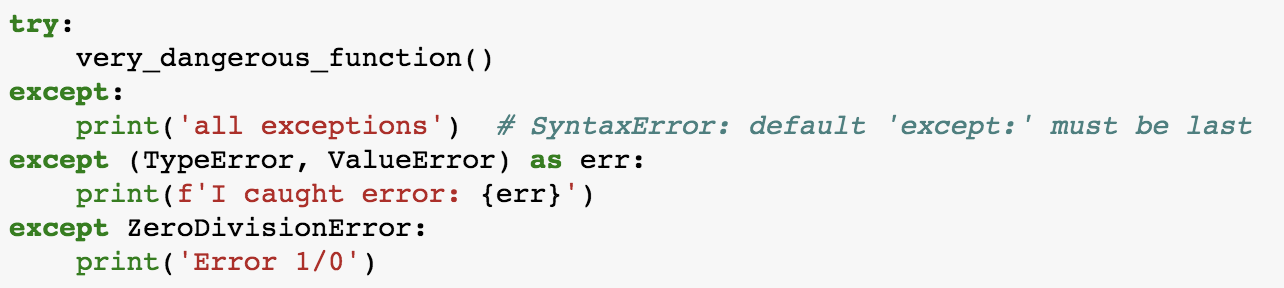 try:
    very_dangerous_function()
except:
    print('all exceptions')  # SyntaxError: default 'except:' must be last
except (TypeError, ValueError) as err:
    print(f'I caught error: {err}')
except ZeroDivisionError:
    print('Error 1/0')